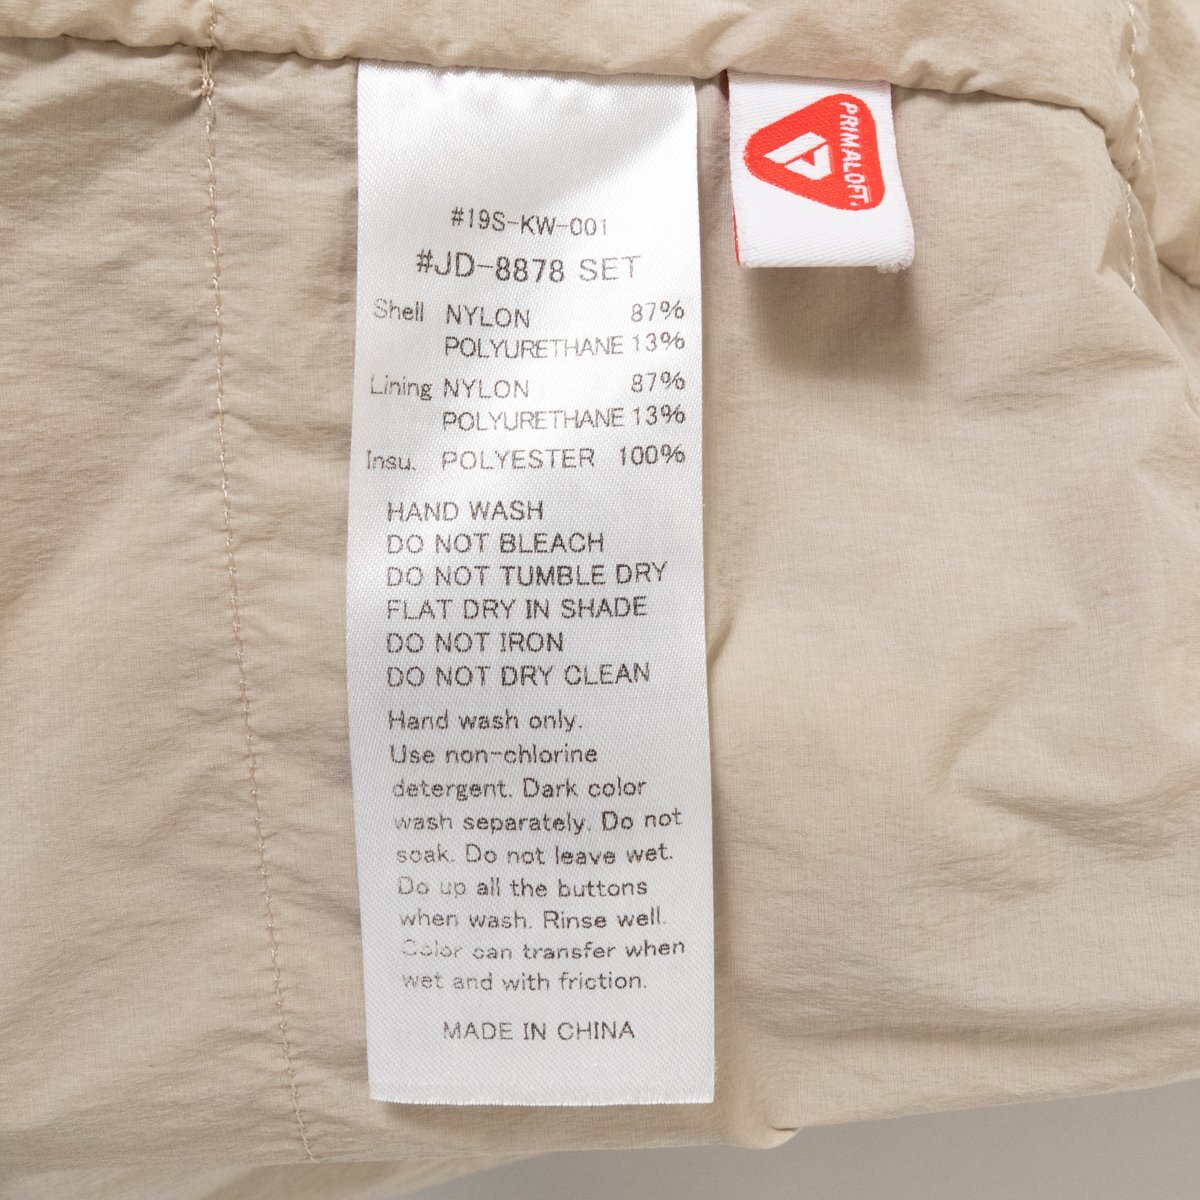 #19S-KW-001
#JD-8878 SET
Shell NYLON 87%
POLYURETHANE 13%
Lining NYLON 87%
POLYURETHANE 13%
Insu. POLYESTER 100%
HAND WASH
DO NOT BLEACH
DO NOT TUMBLE DRY
FLAT DRY IN SHADE
DO NOT IRON
DO NOT DRY CLEAN
Hand wash only.
Use non-chlorine
detergent. Dark color
wash separately. Do not
soak. Do not leave wet.
Do up all the buttons
when wash. Rinse well.
Color can transfer when
wet and with friction.
MADE IN CHINA
PRIMALOFT.